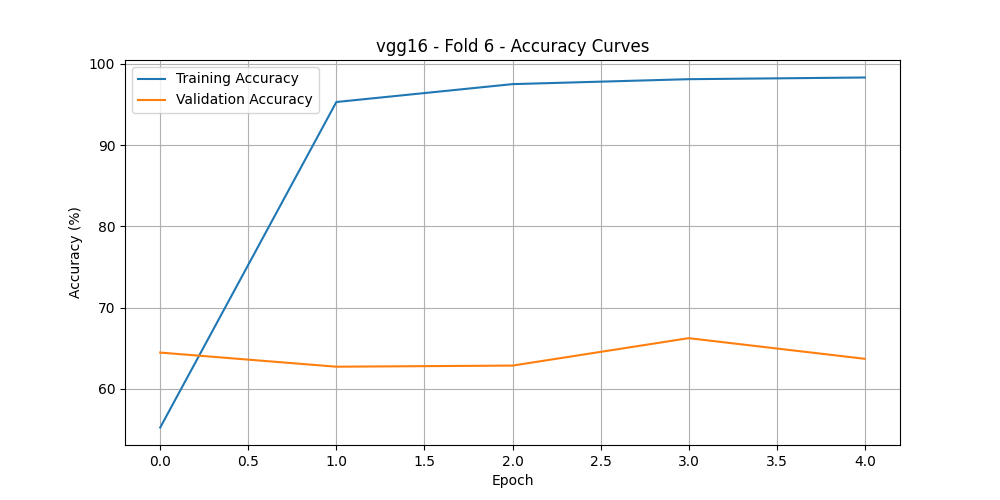 vgg16 - Fold 6 - Accuracy Curves
Training Accuracy
Validation Accuracy
Accuracy (%)
100
90
80
70
60
0.0 0.5 1.0 1.5 2.0 2.5 3.0 3.5 4.0
Epoch